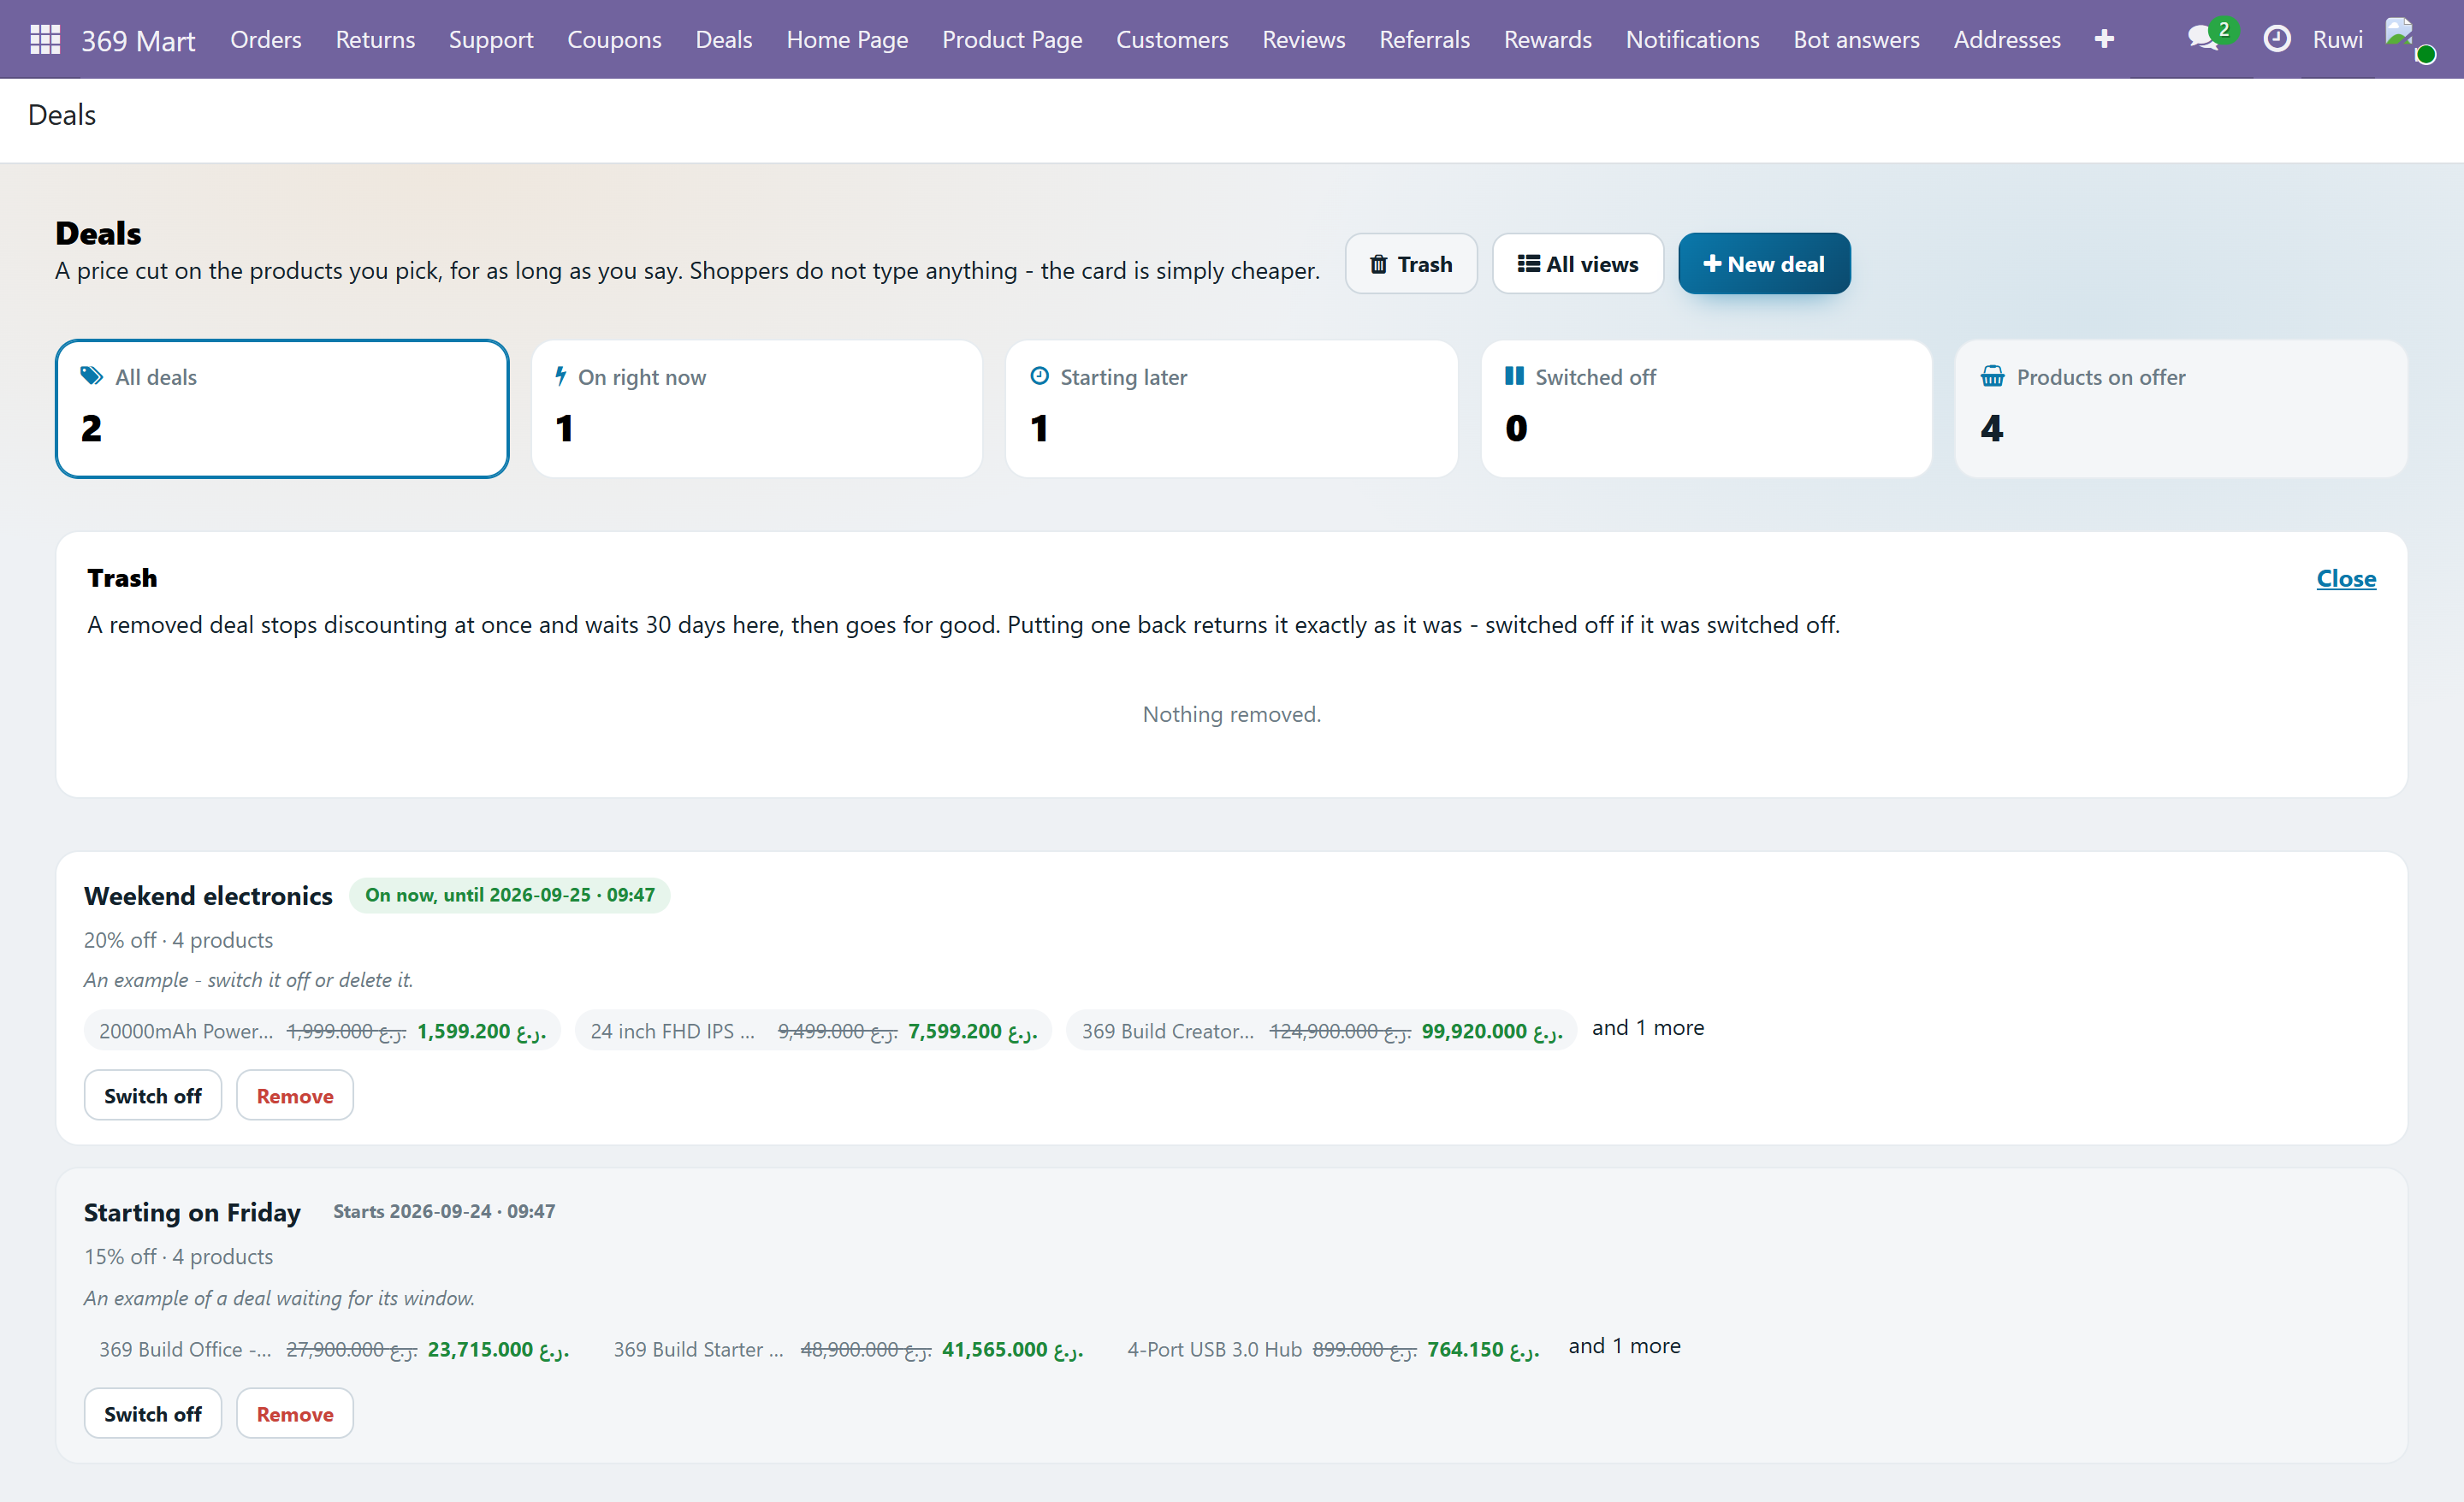 369 Mart Orders Returns Support Coupons Deals Home Page Product Page Customers Reviews Referrals Rewards Notifications Bot answers Addresses 2 Ruwi
Deals
Deals
A price cut on the products you pick, for as long as you say. Shoppers do not type anything - the card is simply cheaper.
Trash All views New deal
All deals On right now Starting later Switched off Products on offer
2 1 1 0 4
Trash Close
A removed deal stops discounting at once and waits 30 days here, then goes for good. Putting one back returns it exactly as it was - switched off if it was switched off.
Nothing removed.
Weekend electronics On now, until 2026-09-25 · 09:47
20% off · 4 products
An example - switch it off or delete it.
20000mAh Power... 1,999.000 ر.ع. 1,599.200 ر.ع. 24 inch FHD IPS ... 9,499.000 ر.ع. 7,599.200 ر.ع. 369 Build Creator... 124,900.000 ر.ع. 99,920.000 ر.ع. and 1 more
Switch off Remove
Starting on Friday Starts 2026-09-24 · 09:47
15% off · 4 products
An example of a deal waiting for its window.
369 Build Office -... 27,900.000 ر.ع. 23,715.000 ر.ع. 369 Build Starter ... 48,900.000 ر.ع. 41,565.000 ر.ع. 4-Port USB 3.0 Hub 899.000 ر.ع. 764.150 ر.ع. and 1 more
Switch off Remove